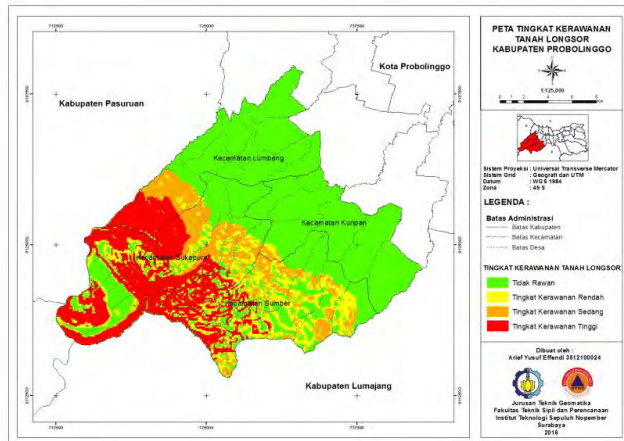 PETA TINGKAT KERAWANAN
TANAH LONGSOR
KABUPATEN PROBOLINGGO
1:125,000
Km
Sistem Proyeksi : Universal Transverse Mercator
Sistem Grid : Geografi dan UTM
Datum : WGS 1984
Zona : 49 S
LEGENDA :
Batas Administrasi
Batas Kabupaten
Batas Kecamatan
Batas Desa
TINGKAT KERAWANAN TANAH LONGSOR
Tidak Rawan
Tingkat Kerawanan Rendah
Tingkat Kerawanan Sedang
Tingkat Kerawanan Tinggi
Dibuat oleh :
Arief Yusuf Effendi 3512100024
Jurusan Teknik Geomatika
Fakultas Teknik Sipil dan Perencanaan
Institut Teknologi Sepuluh Nopember
Surabaya
2016
Kota Probolinggo
Kabupaten Pasuruan
Kecamatan Lumbang
Kecamatan Kuripan
Kecamatan Sukapura
Kecamatan Sumber
Kabupaten Lumajang